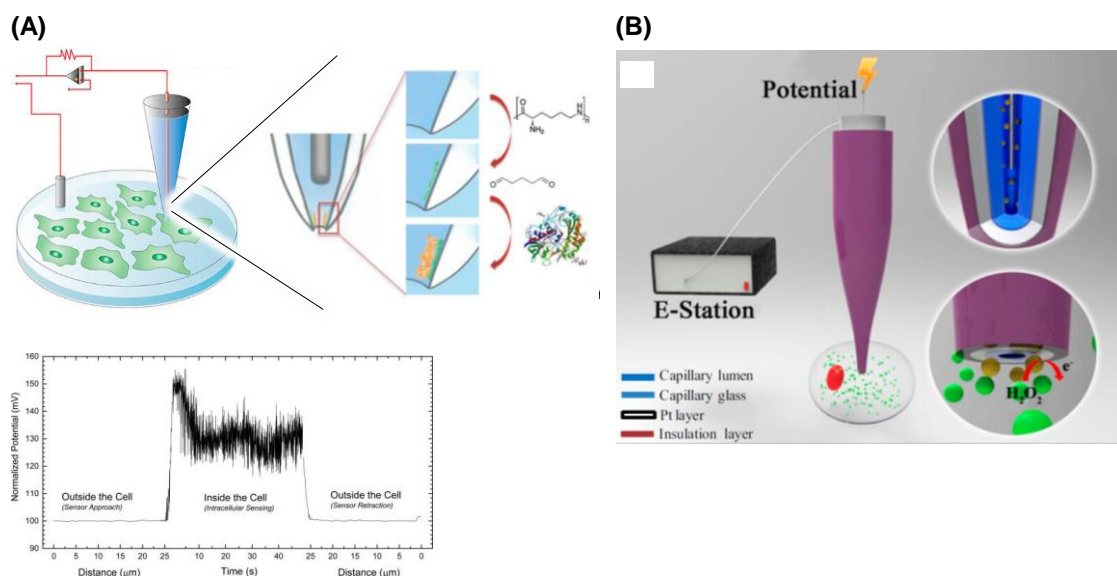 (A)
(B)
O
NH2
H
N
n
O
O
Potential
E-Station
Capillary lumen
Capillary glass
Pt layer
Insulation layer
e-
H2O2
Normalized Potential (mV)
160
150
140
130
120
110
100
90
Outside the Cell
(Sensor Approach)
Inside the Cell
(Intracellular Sensing)
Outside the Cell
(Sensor Retraction)
0 5 10 15 20 25 10 20 30 40 50 25 20 15 10 5 0
Distance (μm) Time (s) Distance (μm)